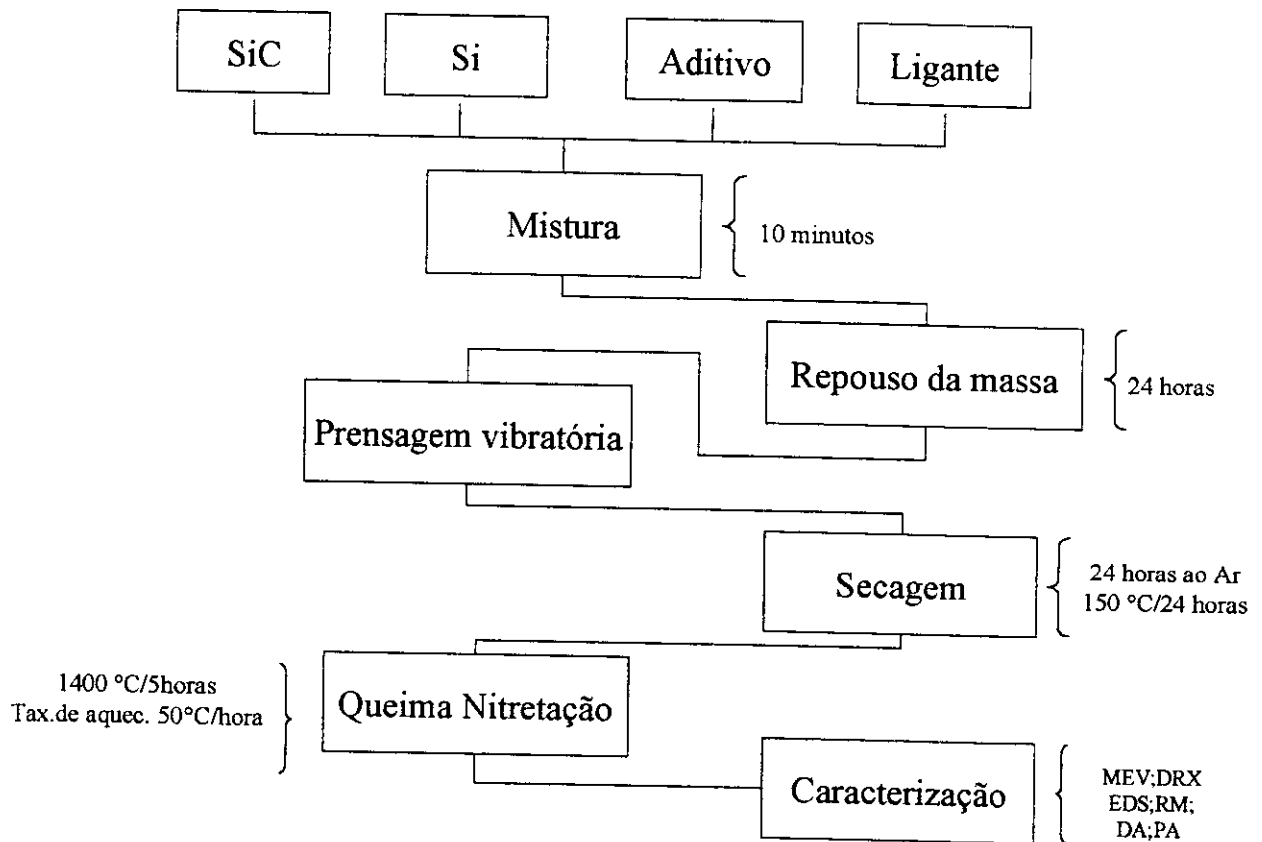 SiC
Si
Aditivo
Ligante
Mistura
10 minutos
Repouso da massa
24 horas
Prensagem vibratória
Secagem
24 horas ao Ar
150 °C/24 horas
1400 °C/5horas
Tax.de aquec. 50°C/hora
Queima Nitretação
Caracterização
MEV;DRX
EDS;RM;
DA;PA